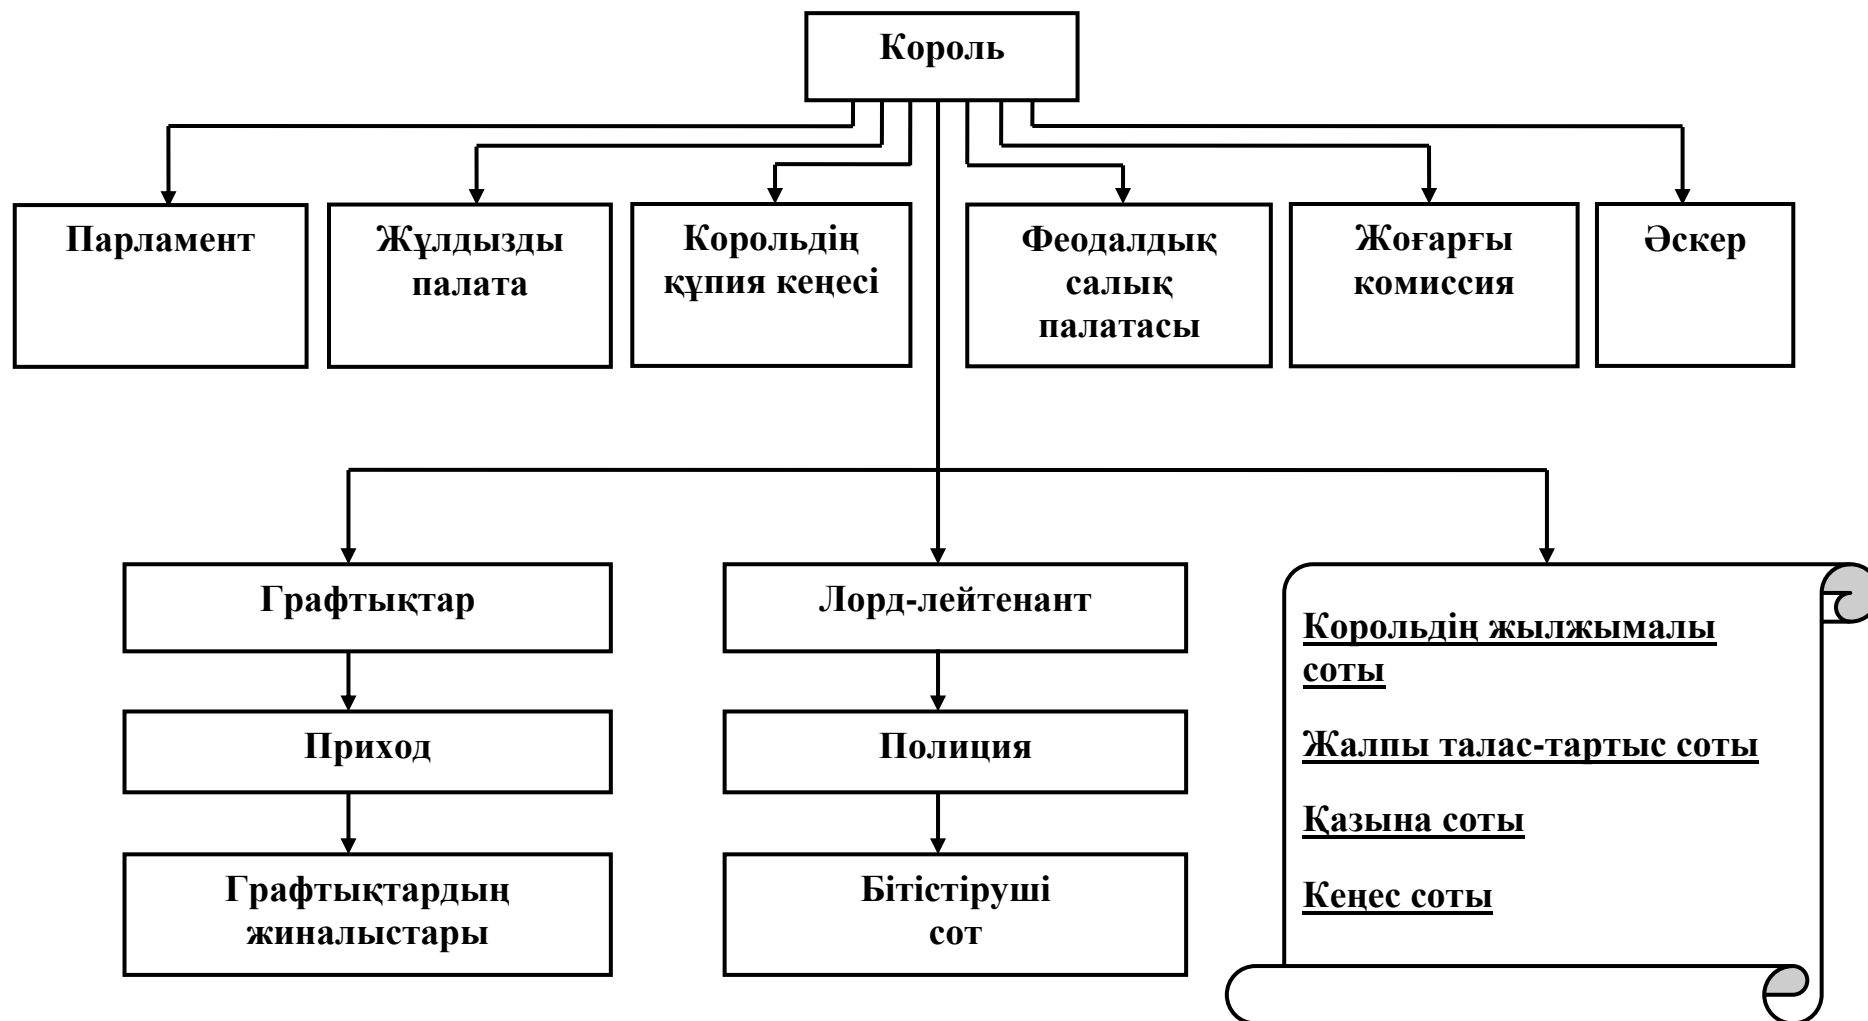 Король
Парламент
Жұлдызды
палата
Корольдің
құпия кеңесі
Феодалдық
салық
палатасы
Жоғарғы
комиссия
Әскер
Графтықтар
Приход
Графтықтардың
жиналыстары
Лорд-лейтенант
Полиция
Бітістіруші
сот
Корольдің жылжымалы
соты
Жалпы талас-тартыс соты
Қазына соты
Кеңес соты